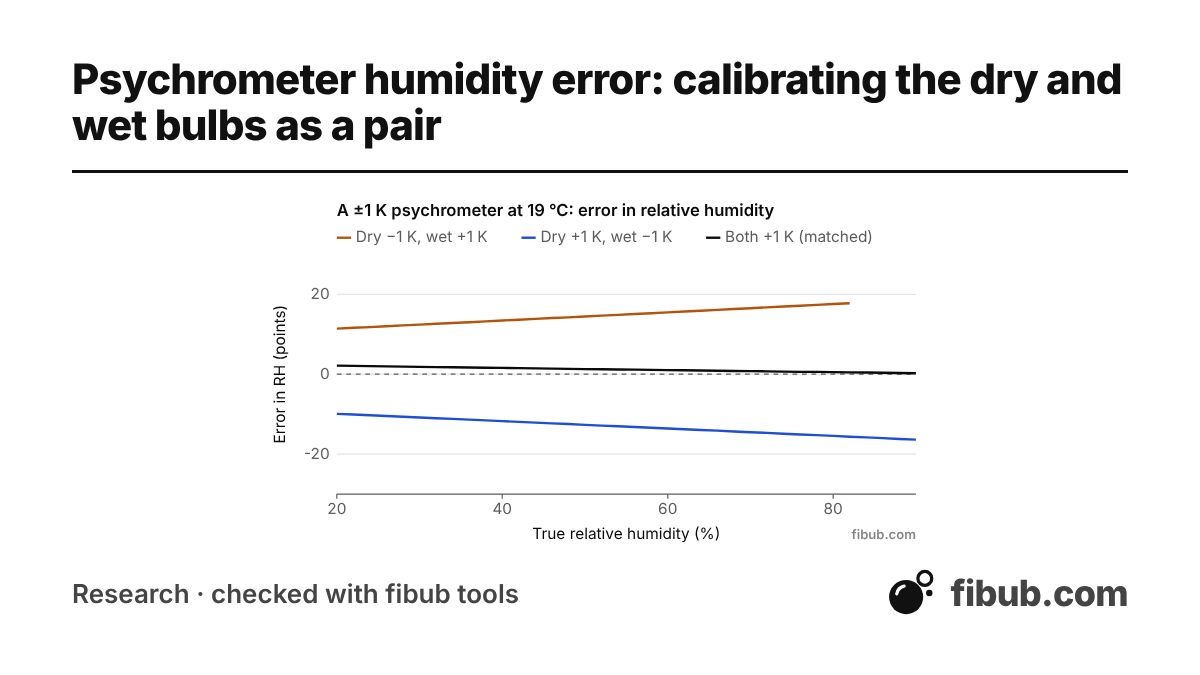 Psychrometer humidity error: calibrating the dry and
wet bulbs as a pair
A ±1 K psychrometer at 19 °C: error in relative humidity
Dry −1 K, wet +1 K
Dry +1 K, wet −1 K
Both +1 K (matched)
Error in RH (points)
20
0
-20
20
40
60
80
True relative humidity (%)
fibub.com
Research · checked with fibub tools
fibub.com